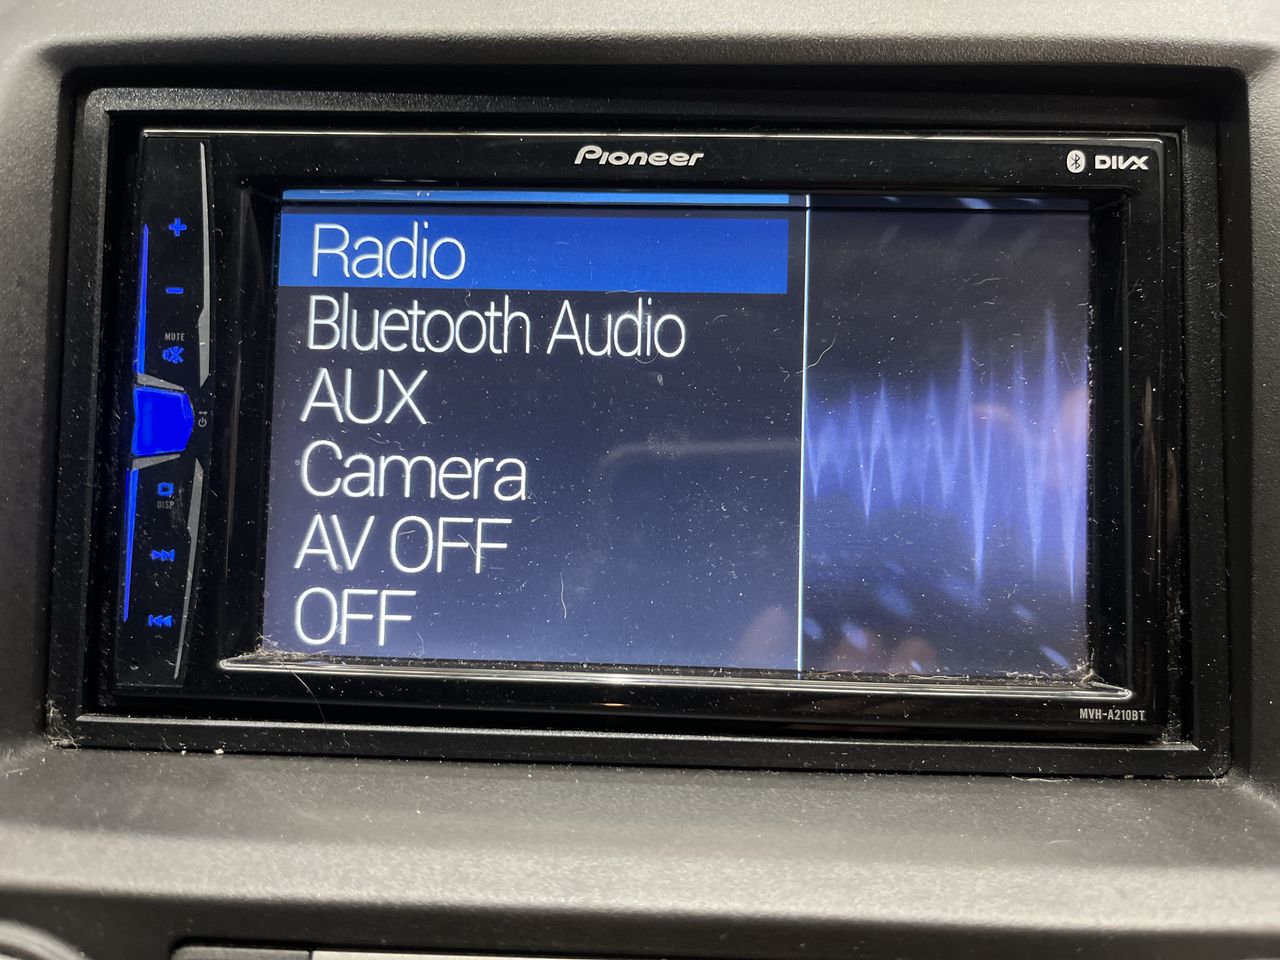 Pioneer
DIVX
MUTE
DISP
Radio
Bluetooth Audio
AUX
Camera
AV OFF
OFF
MVH-A210BT